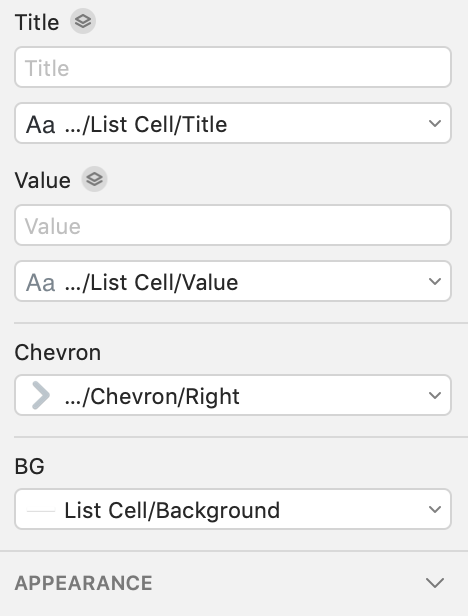 Title
Title
Aa …/List Cell/Title
Value
Value
Aa …/List Cell/Value
Chevron
…/Chevron/Right
BG
List Cell/Background
APPEARANCE